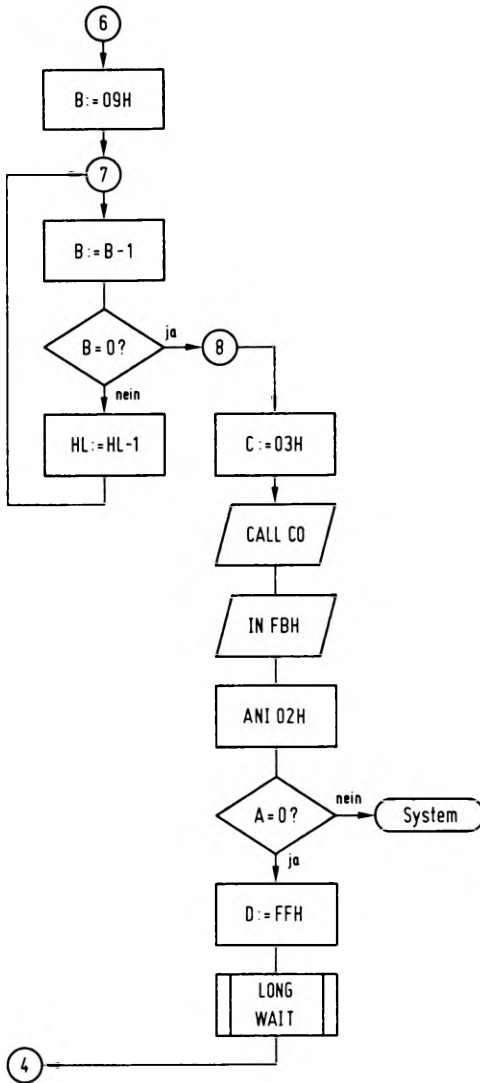 6
B:=09H
7
B:=B-1
B=0?
ja
8
nein
HL:=HL-1
C:=03H
CALL CO
IN FBH
ANI 02H
A=0?
nein
System
ja
D:=FFH
LONG
WAIT
4